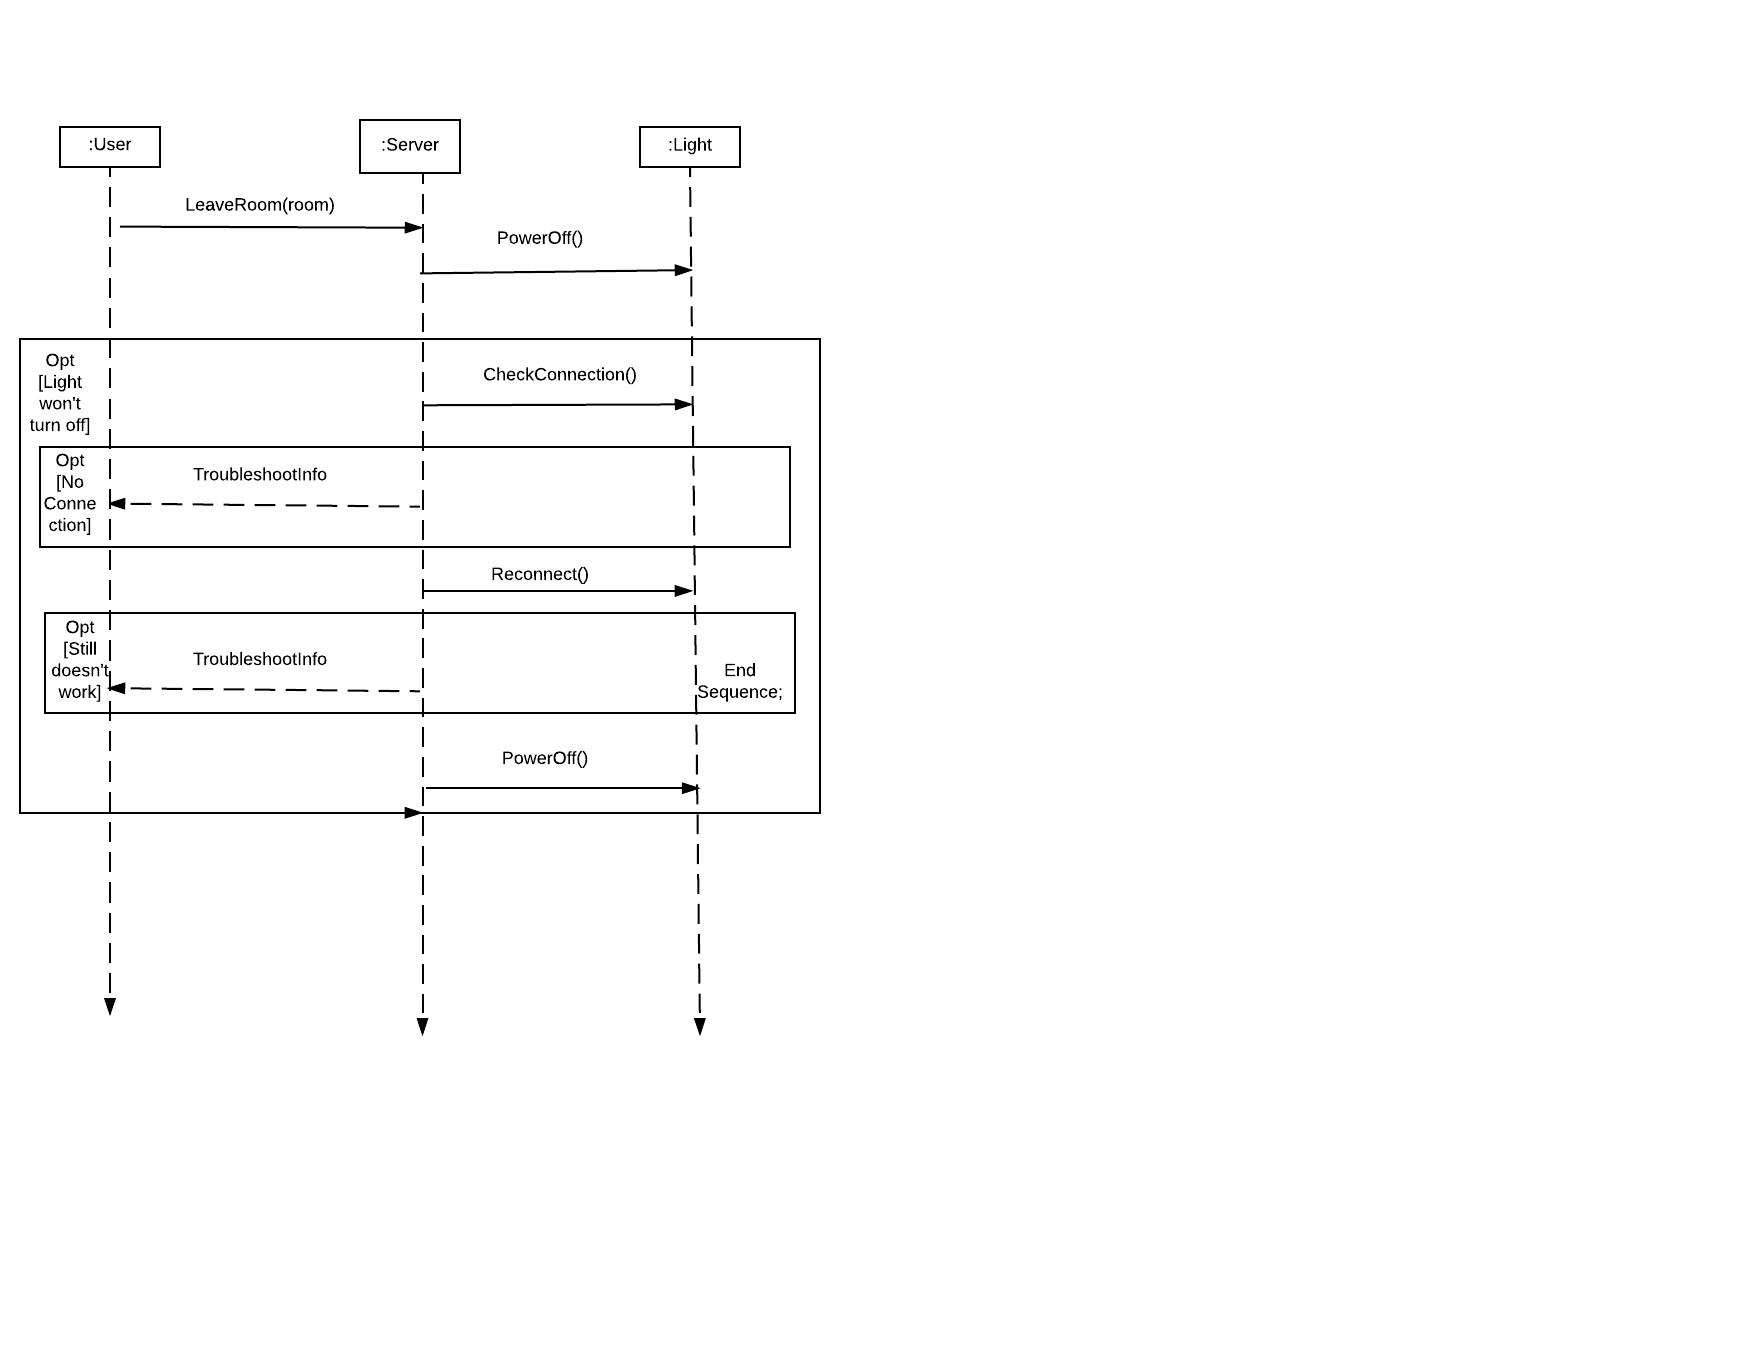 :User
:Server
:Light
LeaveRoom(room)
PowerOff()
Opt
[Light
won't
turn off]
CheckConnection()
Opt
[No
Conne
ction]
TroubleshootInfo
Reconnect()
Opt
[Still
doesn't
work]
TroubleshootInfo
End
Sequence;
PowerOff()